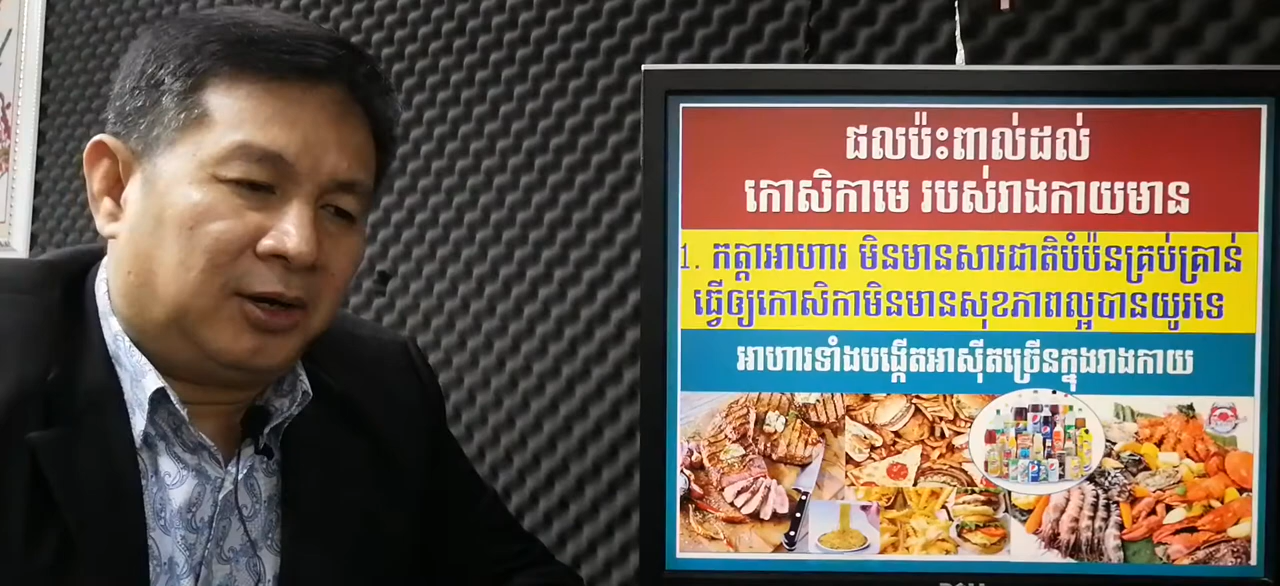 ផលប៉ះពាល់ដល់
កោសិកាមេ របស់រាងកាយមាន
1. កត្តាអាហារ មិនមានសារជាតិបំប៉នគ្រប់គ្រាន់
ធ្វើឲ្យកោសិកាមិនមានសុខភាពល្អបានយូរទេ
អាហារទាំងបង្កើតអាស៊ីតច្រើនក្នុងរាងកាយ